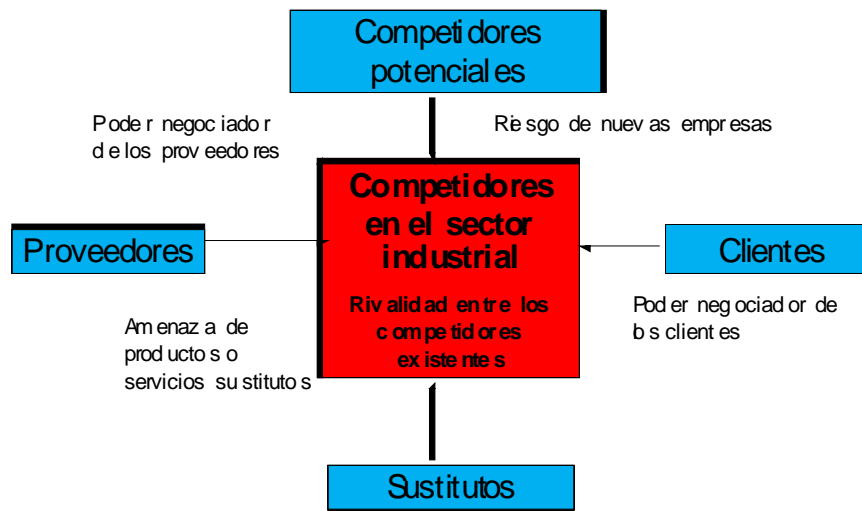 Competidores
potenciales
Poder negociador
de los proveedores
Riesgo de nuevas empresas
Competidores
en el sector
industrial
Rivalidad entre los
competidores
existentes
Proveedores
Clientes
Amenaza de
productos o
servicios sustitutos
Poder negociador de
los clientes
Sustitutos